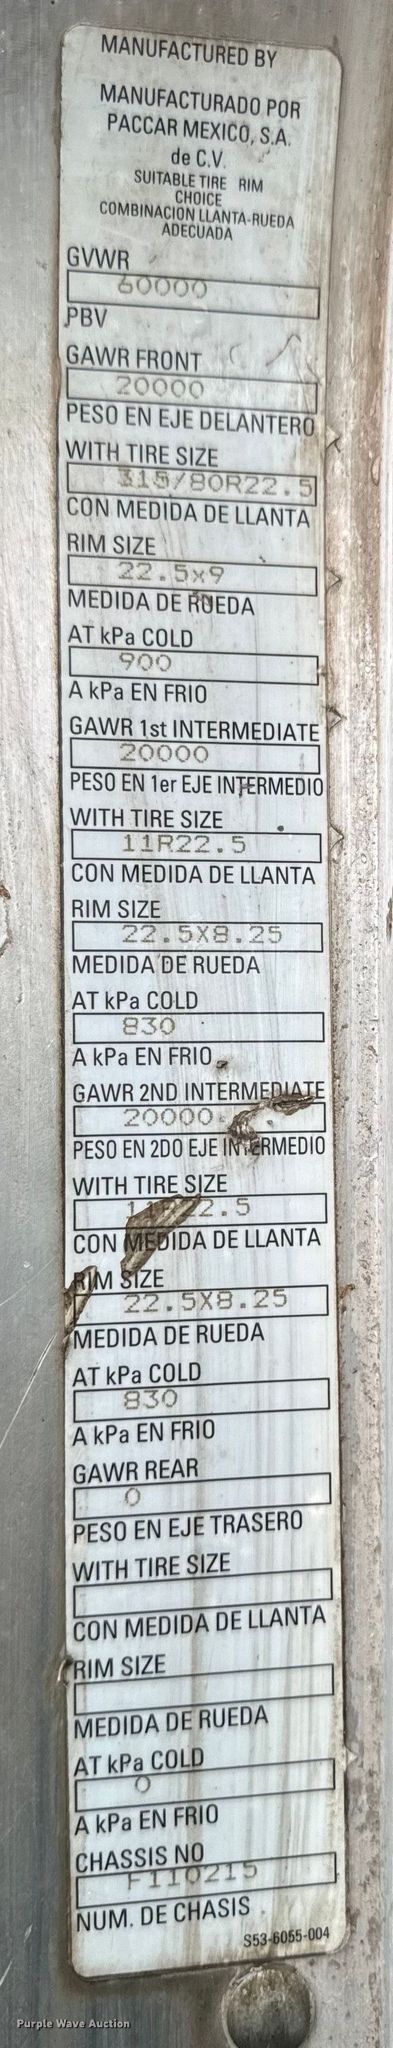 MANUFACTURED BY
MANUFACTURADO POR
PACCAR MEXICO, S.A.
de C.V.
SUITABLE TIRE RIM
CHOICE
COMBINACION LLANTA-RUEDA
ADECUADA
GVWR
60000
PBV
GAWR FRONT
20000
PESO EN EJE DELANTERO
WITH TIRE SIZE
315/80R22.5
CON MEDIDA DE LLANTA
RIM SIZE
22.5x9
MEDIDA DE RUEDA
AT kPa COLD
900
A kPa EN FRIO
GAWR 1st INTERMEDIATE
20000
PESO EN 1er EJE INTERMEDIO
WITH TIRE SIZE
11R22.5
CON MEDIDA DE LLANTA
RIM SIZE
22.5X8.25
MEDIDA DE RUEDA
AT kPa COLD
830
A kPa EN FRIO
GAWR 2ND INTERMEDIATE
20000
PESO EN 2DO EJE INTERMEDIO
WITH TIRE SIZE
CON MEDIDA DE LLANTA
RIM SIZE
22.5X8.25
MEDIDA DE RUEDA
AT kPa COLD
830
A kPa EN FRIO
GAWR REAR
0
PESO EN EJE TRASERO
WITH TIRE SIZE
CON MEDIDA DE LLANTA
RIM SIZE
MEDIDA DE RUEDA
AT kPa COLD
0
A kPa EN FRIO
CHASSIS NO
F110215
NUM. DE CHASIS
S53-6055-004
Purple Wave Auction